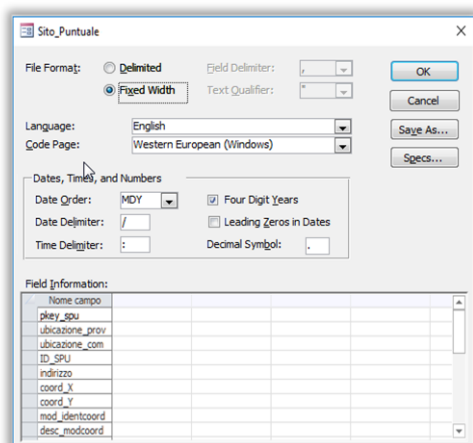 Sito_Puntuale
File Format: Delimited Field Delimiter: , OK
Fixed Width Text Qualifier: " Cancel
Language: English Save As...
Code Page: Western European (Windows) Specs...
Dates, Times, and Numbers
Date Order: MDY Four Digit Years
Date Delimiter: / Leading Zeros in Dates
Time Delimiter: : Decimal Symbol: .
Field Information:
Nome campo
pkey_spu
ubicazione_prov
ubicazione_com
ID_SPU
indirizzo
coord_X
coord_Y
mod_identcoord
desc_modcoord